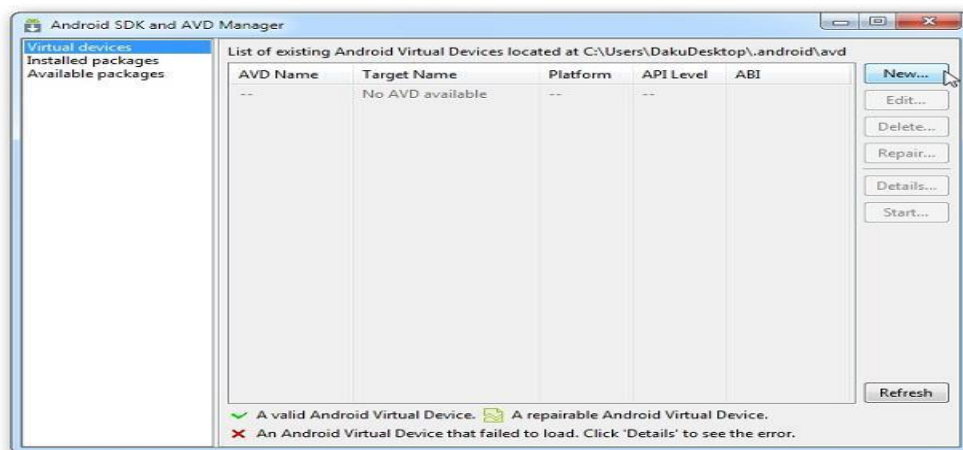 Android SDK and AVD Manager
Virtual devices
Installed packages
Available packages
List of existing Android Virtual Devices located at C:\Users\DakuDesktop\.android\avd
AVD Name Target Name Platform API Level ABI
-- No AVD available -- --
New...
Edit...
Delete...
Repair...
Details...
Start...
Refresh
A valid Android Virtual Device. A repairable Android Virtual Device.
An Android Virtual Device that failed to load. Click 'Details' to see the error.